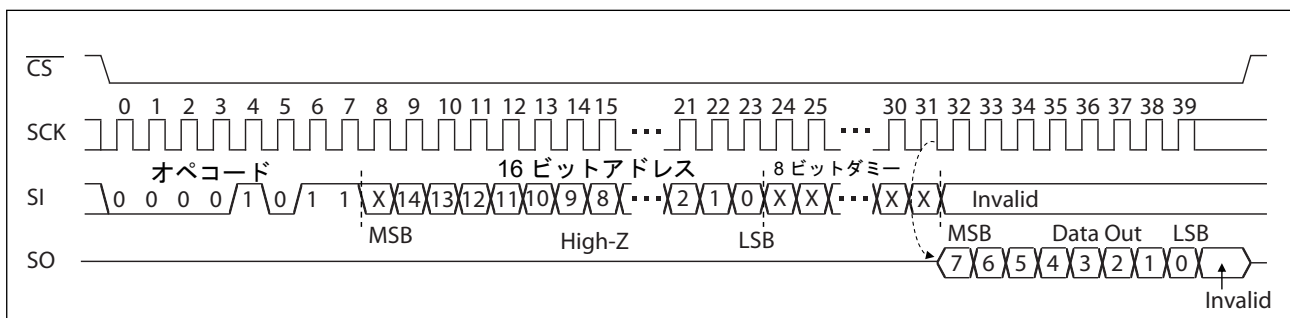 CS
0 1 2 3 4 5 6 7 8 9 10 11 12 13 14 15 21 22 23 24 25 30 31 32 33 34 35 36 37 38 39
SCK
オペコード 16 ビットアドレス 8 ビットダミー
SI 0 0 0 0 1 0 1 1 X 14 13 12 11 10 9 8 2 1 0 X X X X Invalid
MSB High-Z LSB MSB Data Out LSB
SO 7 6 5 4 3 2 1 0
Invalid